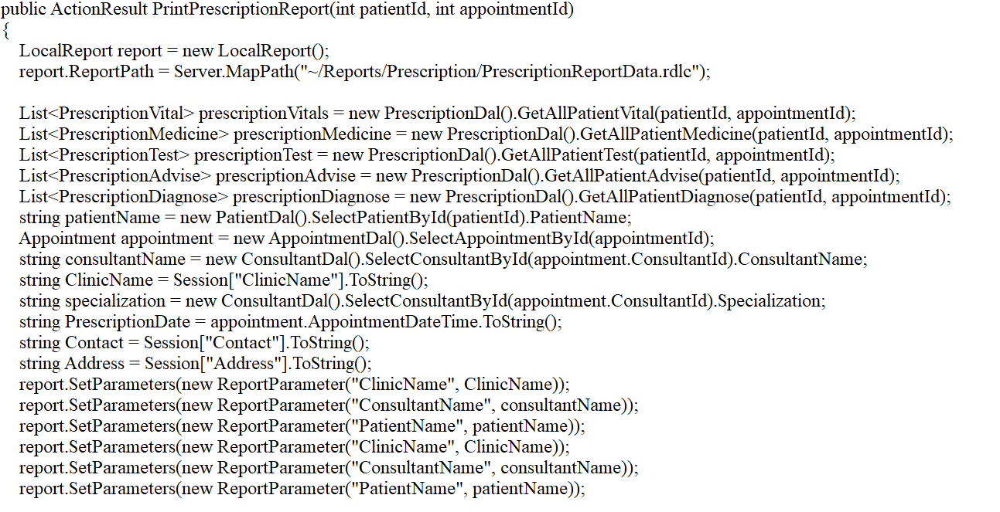 public ActionResult PrintPrescriptionReport(int patientId, int appointmentId)
{
LocalReport report = new LocalReport();
report.ReportPath = Server.MapPath("~/Reports/Prescription/PrescriptionReportData.rdlc");
List<PrescriptionVital> prescriptionVitals = new PrescriptionDal().GetAllPatientVital(patientId, appointmentId);
List<PrescriptionMedicine> prescriptionMedicine = new PrescriptionDal().GetAllPatientMedicine(patientId, appointmentId);
List<PrescriptionTest> prescriptionTest = new PrescriptionDal().GetAllPatientTest(patientId, appointmentId);
List<PrescriptionAdvise> prescriptionAdvise = new PrescriptionDal().GetAllPatientAdvise(patientId, appointmentId);
List<PrescriptionDiagnose> prescriptionDiagnose = new PrescriptionDal().GetAllPatientDiagnose(patientId, appointmentId);
string patientName = new PatientDal().SelectPatientById(patientId).PatientName;
Appointment appointment = new AppointmentDal().SelectAppointmentById(appointmentId);
string consultantName = new ConsultantDal().SelectConsultantById(appointment.ConsultantId).ConsultantName;
string ClinicName = Session["ClinicName"].ToString();
string specialization = new ConsultantDal().SelectConsultantById(appointment.ConsultantId).Specialization;
string PrescriptionDate = appointment.AppointmentDateTime.ToString();
string Contact = Session["Contact"].ToString();
string Address = Session["Address"].ToString();
report.SetParameters(new ReportParameter("ClinicName", ClinicName));
report.SetParameters(new ReportParameter("ConsultantName", consultantName));
report.SetParameters(new ReportParameter("PatientName", patientName));
report.SetParameters(new ReportParameter("ClinicName", ClinicName));
report.SetParameters(new ReportParameter("ConsultantName", consultantName));
report.SetParameters(new ReportParameter("PatientName", patientName));